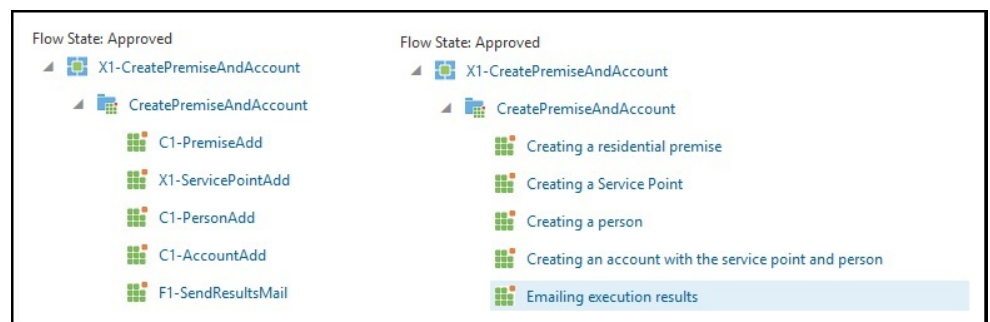 Flow State: Approved
X1-CreatePremiseAndAccount
CreatePremiseAndAccount
C1-PremiseAdd
X1-ServicePointAdd
C1-PersonAdd
C1-AccountAdd
F1-SendResultsMail
Flow State: Approved
X1-CreatePremiseAndAccount
CreatePremiseAndAccount
Creating a residential premise
Creating a Service Point
Creating a person
Creating an account with the service point and person
Emailing execution results